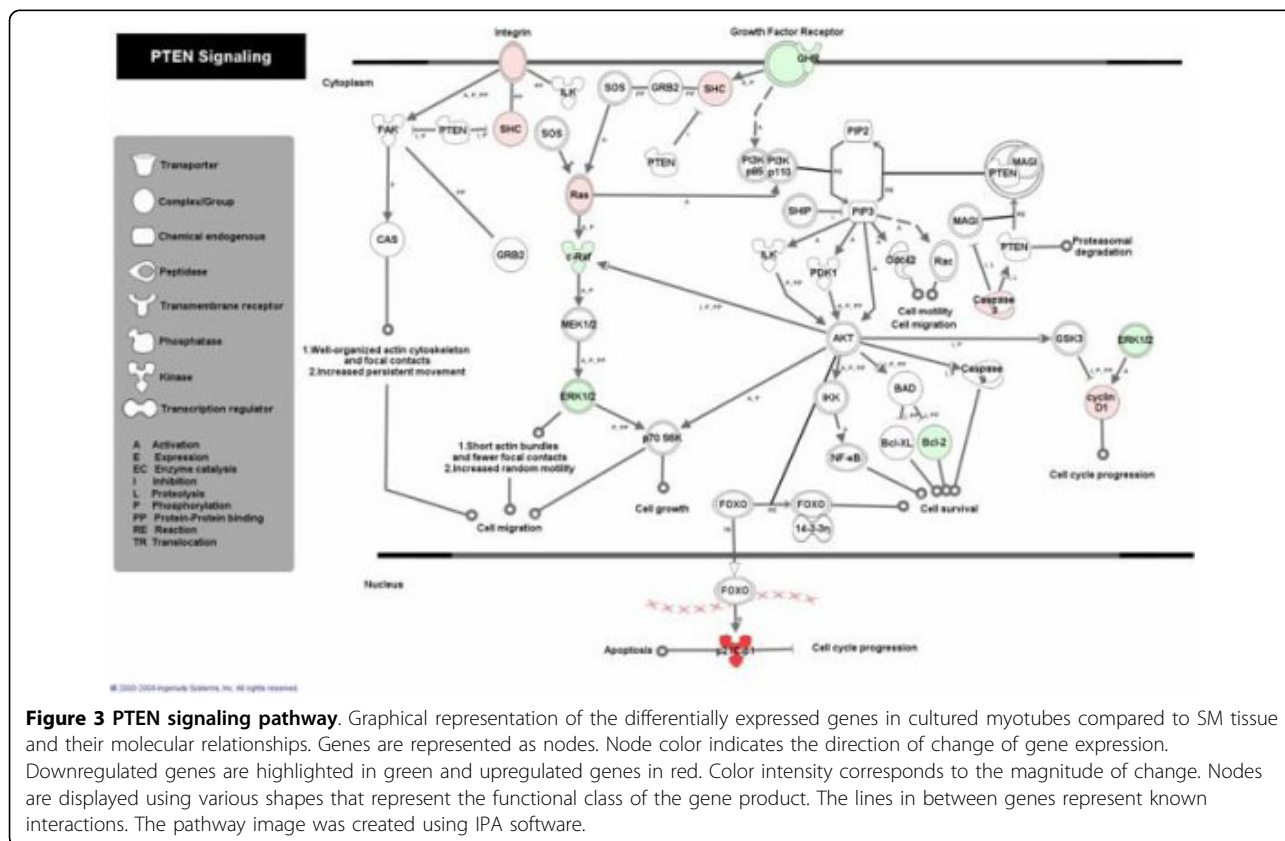 PTEN Signaling
Integrin
Growth Factor Receptor
Cytoplasm
GHR
ILK
SOS
GRB2
SHC
FAK
PTEN
SHC
SOS
PTEN
PI3K
p85
PI3K
p110
PIP2
PTEN
MAGI
Ras
SHIP
PIP3
MAGI
PTEN
Proteasomal
degradation
CAS
GRB2
c-Raf
ILK
PDK1
Cdc42
Rac
Caspase
3
Cell motility
Cell migration
MEK1/2
AKT
GSK3
ERK1/2
1.Well-organized actin cytoskeleton
and focal contacts
2.Increased persistent movement
Caspase
9
BAD
IKK
cyclin
D1
ERK1/2
1.Short actin bundles
and fewer focal contacts
2.Increased random motility
p70 S6K
Bcl-XL
Bcl-2
NF-κB
Cell cycle progression
Cell migration
Cell growth
FOXO
FOXO
14-3-3η
Cell survival
Nucleus
FOXO
Apoptosis
p21Cip1
Cell cycle progression
Transporter
Complex/Group
Chemical endogenous
Peptidase
Transmembrane receptor
Phosphatase
Kinase
Transcription regulator
A Activation
E Expression
EC Enzyme catalysis
I Inhibition
L Proteolysis
P Phosphorylation
PP Protein-Protein binding
RE Reaction
TR Translocation
Ingenuity Systems, Inc. All rights reserved.
Figure 3 PTEN signaling pathway. Graphical representation of the differentially expressed genes in cultured myotubes compared to SM tissue
and their molecular relationships. Genes are represented as nodes. Node color indicates the direction of change of gene expression.
Downregulated genes are highlighted in green and upregulated genes in red. Color intensity corresponds to the magnitude of change. Nodes
are displayed using various shapes that represent the functional class of the gene product. The lines in between genes represent known
interactions. The pathway image was created using IPA software.